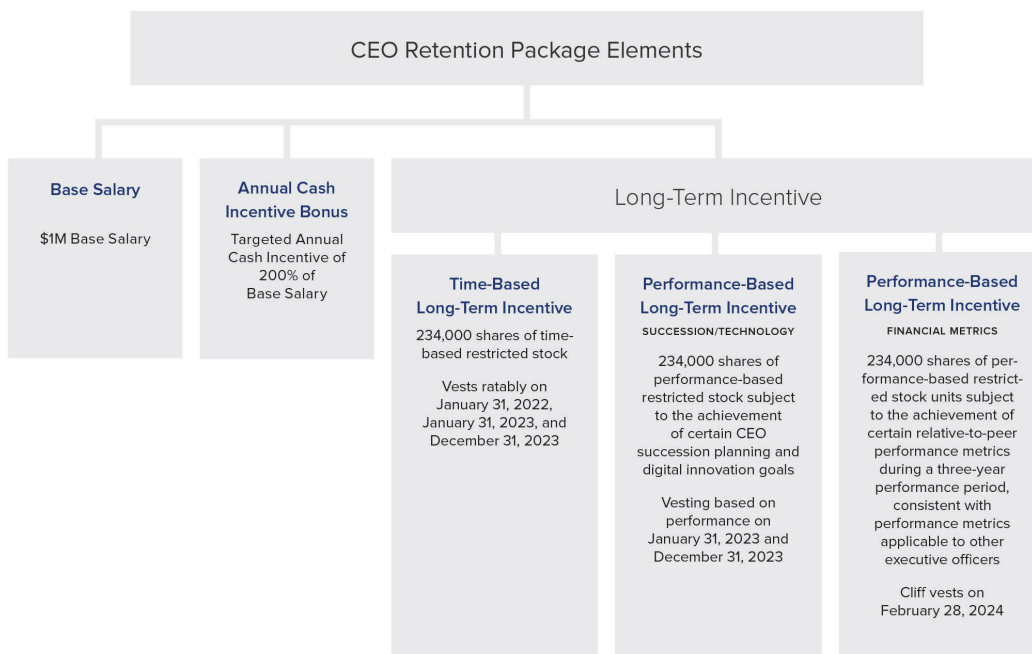 CEO Retention Package Elements
Base Salary
$1M Base Salary
Annual Cash
Incentive Bonus
Targeted Annual
Cash Incentive of
200% of
Base Salary
Long-Term Incentive
Time-Based
Long-Term Incentive
234,000 shares of time-
based restricted stock
Vests ratably on
January 31, 2022,
January 31, 2023, and
December 31, 2023
Performance-Based
Long-Term Incentive
SUCCESSION/TECHNOLOGY
234,000 shares of
performance-based
restricted stock subject
to the achievement
of certain CEO
succession planning and
digital innovation goals
Vesting based on
performance on
January 31, 2023 and
December 31, 2023
Performance-Based
Long-Term Incentive
FINANCIAL METRICS
234,000 shares of per-
formance-based restrict-
ed stock units subject
to the achievement of
certain relative-to-peer
performance metrics
during a three-year
performance period,
consistent with
performance metrics
applicable to other
executive officers
Cliff vests on
February 28, 2024